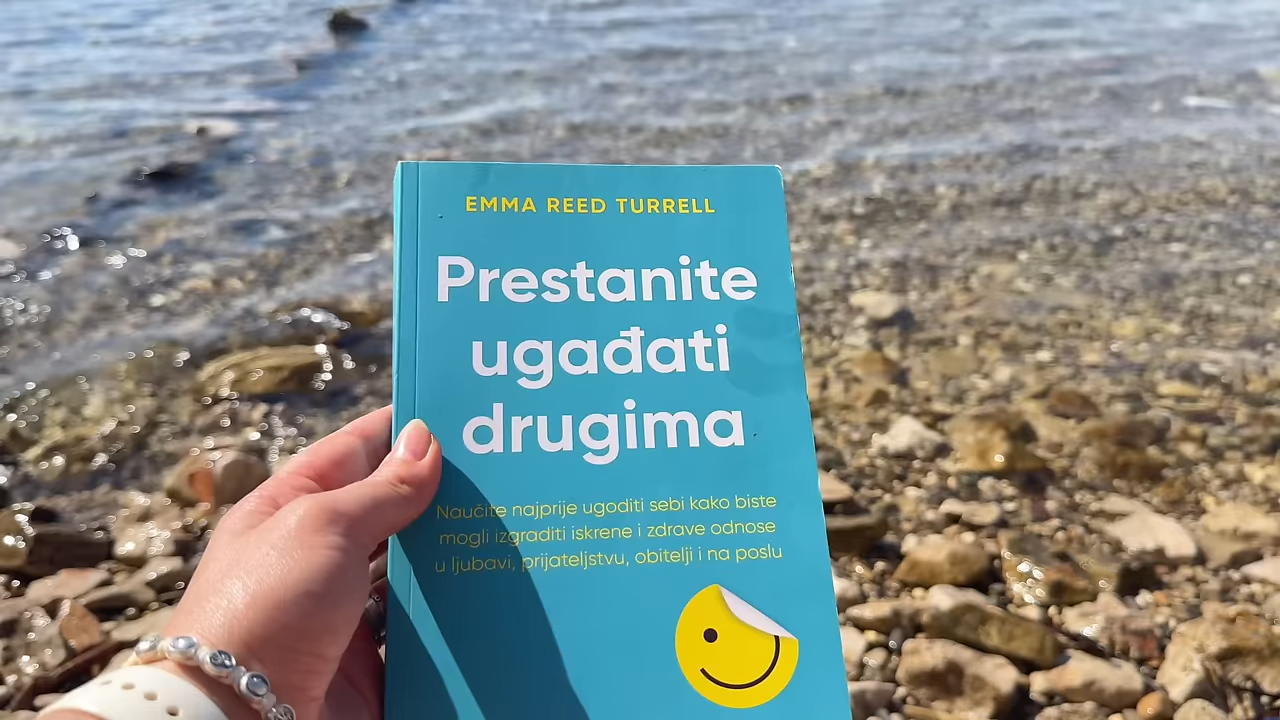 EMMA REED TURRELL
Prestanite
ugađati
drugima
Naučite najprije ugoditi sebi kako biste
mogli izgraditi iskrene i zdrave odnose
u ljubavi, prijateljstvu, obitelji i na poslu